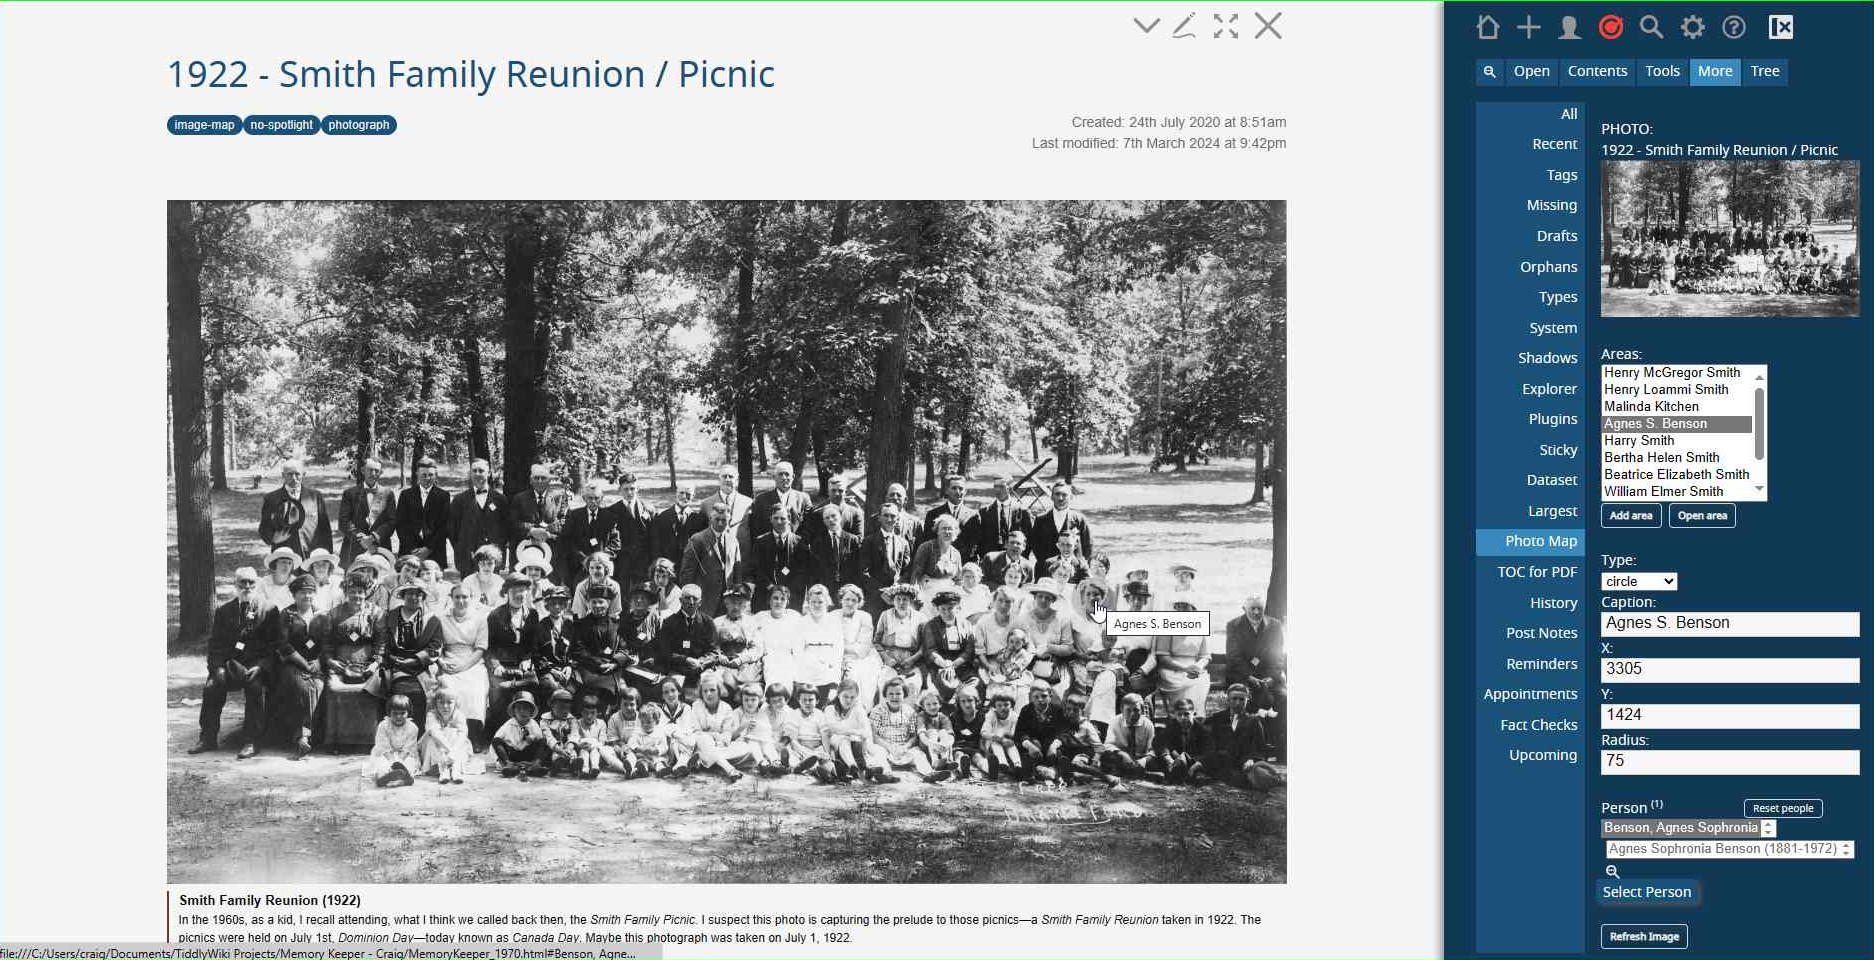 1922 - Smith Family Reunion / Picnic
image-map no-spotlight photograph
Created: 24th July 2020 at 8:51am
Last modified: 7th March 2024 at 9:42pm
Agnes S. Benson
Smith Family Reunion (1922)
In the 1960s, as a kid, I recall attending, what I think we called back then, the Smith Family Picnic. I suspect this photo is capturing the prelude to those picnics—a Smith Family Reunion taken in 1922. The
picnics were held on July 1st, Dominion Day—today known as Canada Day. Maybe this photograph was taken on July 1, 1922.
file:///C:/Users/craig/Documents/TiddlyWiki Projects/Memory Keeper - Craig/MemoryKeeper_1970.html#Benson, Agne...
Open Contents Tools More Tree
All
Recent
Tags
Missing
Drafts
Orphans
Types
System
Shadows
Explorer
Plugins
Sticky
Dataset
Largest
Photo Map
TOC for PDF
History
Post Notes
Reminders
Appointments
Fact Checks
Upcoming
PHOTO:
1922 - Smith Family Reunion / Picnic
Areas:
Henry McGregor Smith
Henry Loammi Smith
Malinda Kitchen
Agnes S. Benson
Harry Smith
Bertha Helen Smith
Beatrice Elizabeth Smith
William Elmer Smith
Add area Open area
Type:
circle
Caption:
Agnes S. Benson
X:
3305
Y:
1424
Radius:
75
Person (1) Reset people
Benson, Agnes Sophronia
Agnes Sophronia Benson (1881-1972)
Select Person
Refresh Image